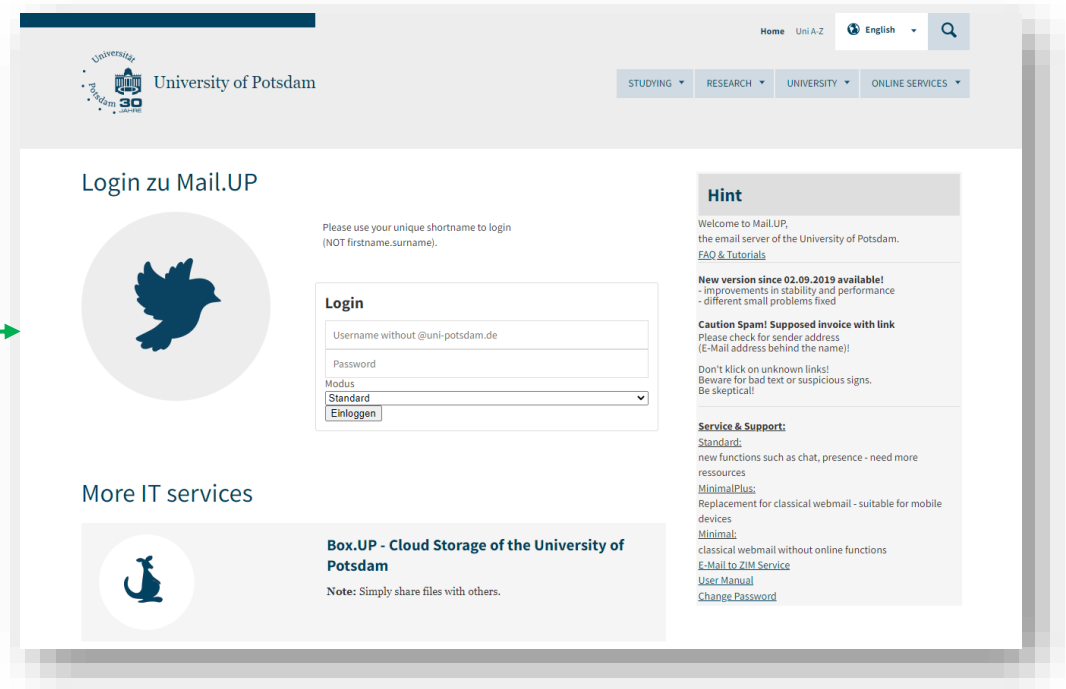 Home Uni A-Z English
Universität Potsdam
30
JAHRE
University of Potsdam
STUDYING RESEARCH UNIVERSITY ONLINE SERVICES
Login zu Mail.UP
Please use your unique shortname to login
(NOT firstname.surname).
Login
Username without @uni-potsdam.de
Password
Modus
Standard
Einloggen
More IT services
Box.UP - Cloud Storage of the University of
Potsdam
Note: Simply share files with others.
Hint
Welcome to Mail.UP,
the email server of the University of Potsdam.
FAQ & Tutorials
New version since 02.09.2019 available!
- improvements in stability and performance
- different small problems fixed
Caution Spam! Supposed invoice with link
Please check for sender address
(E-Mail address behind the name)!
Don't klick on unknown links!
Beware for bad text or suspicious signs.
Be skeptical!
Service & Support:
Standard:
new functions such as chat, presence - need more
ressources
MinimalPlus:
Replacement for classical webmail - suitable for mobile
devices
Minimal:
classical webmail without online functions
E-Mail to ZIM Service
User Manual
Change Password